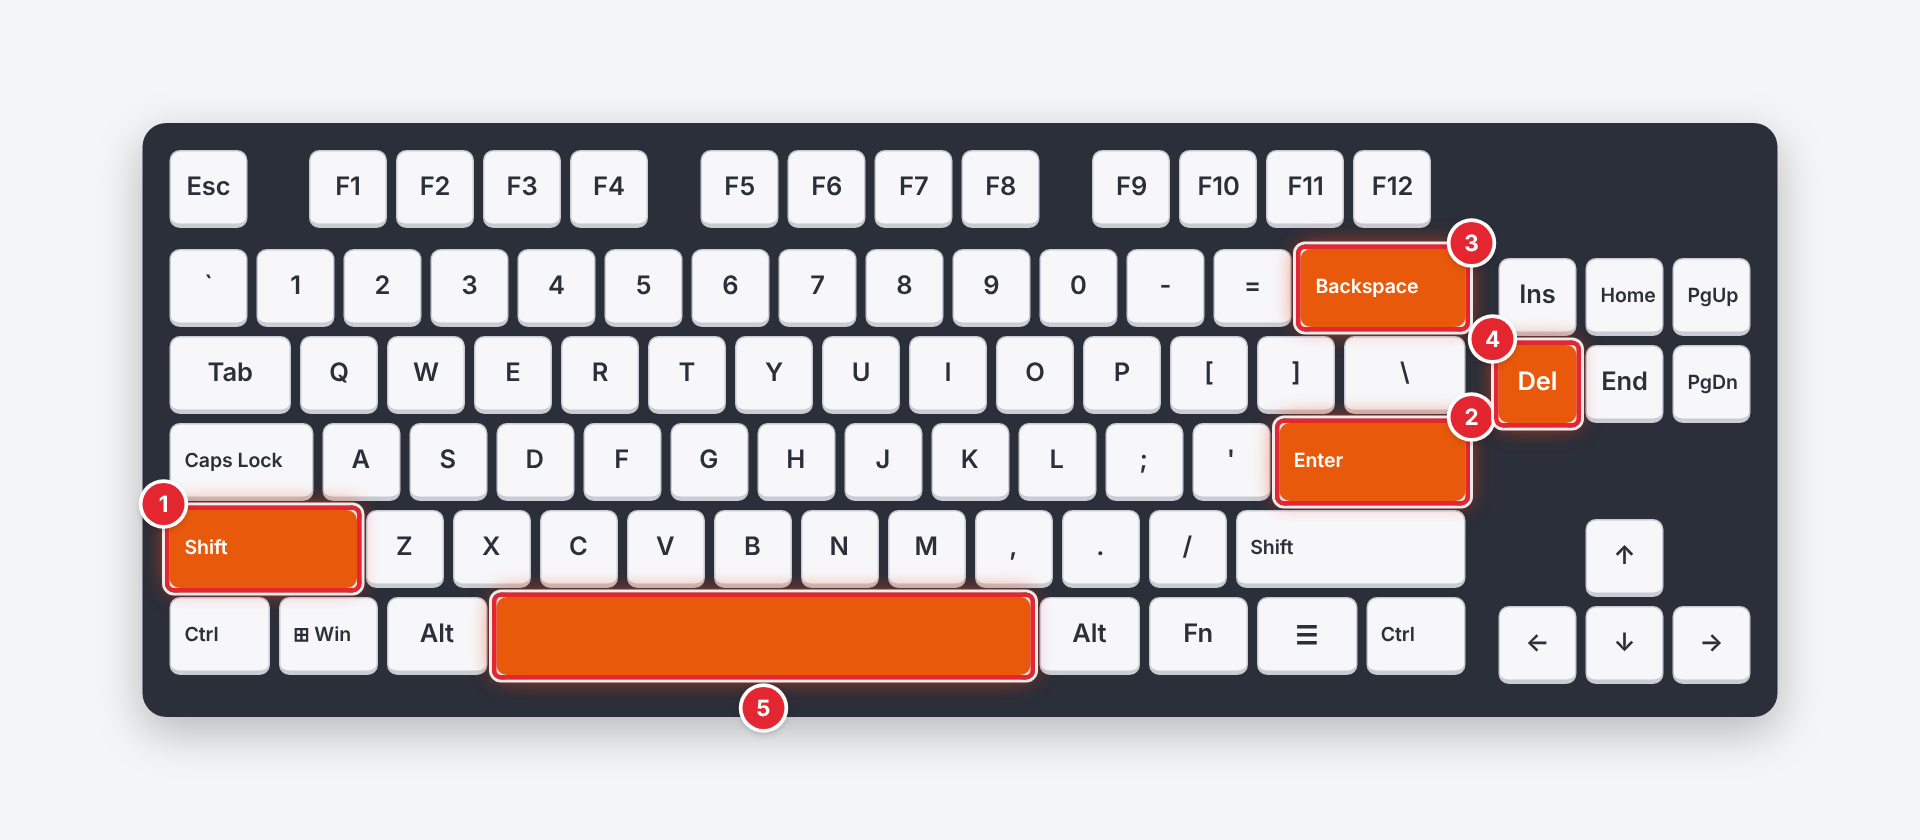 Esc F1 F2 F3 F4 F5 F6 F7 F8 F9 F10 F11 F12
3
` 1 2 3 4 5 6 7 8 9 0 - = Backspace Ins Home PgUp
4
Tab Q W E R T Y U I O P [ ] \ Del End PgDn
2
Caps Lock A S D F G H J K L ; ' Enter
1
Shift Z X C V B N M , . / Shift ↑
Ctrl ⊞ Win Alt Alt Fn ☰ Ctrl ← ↓ →
5